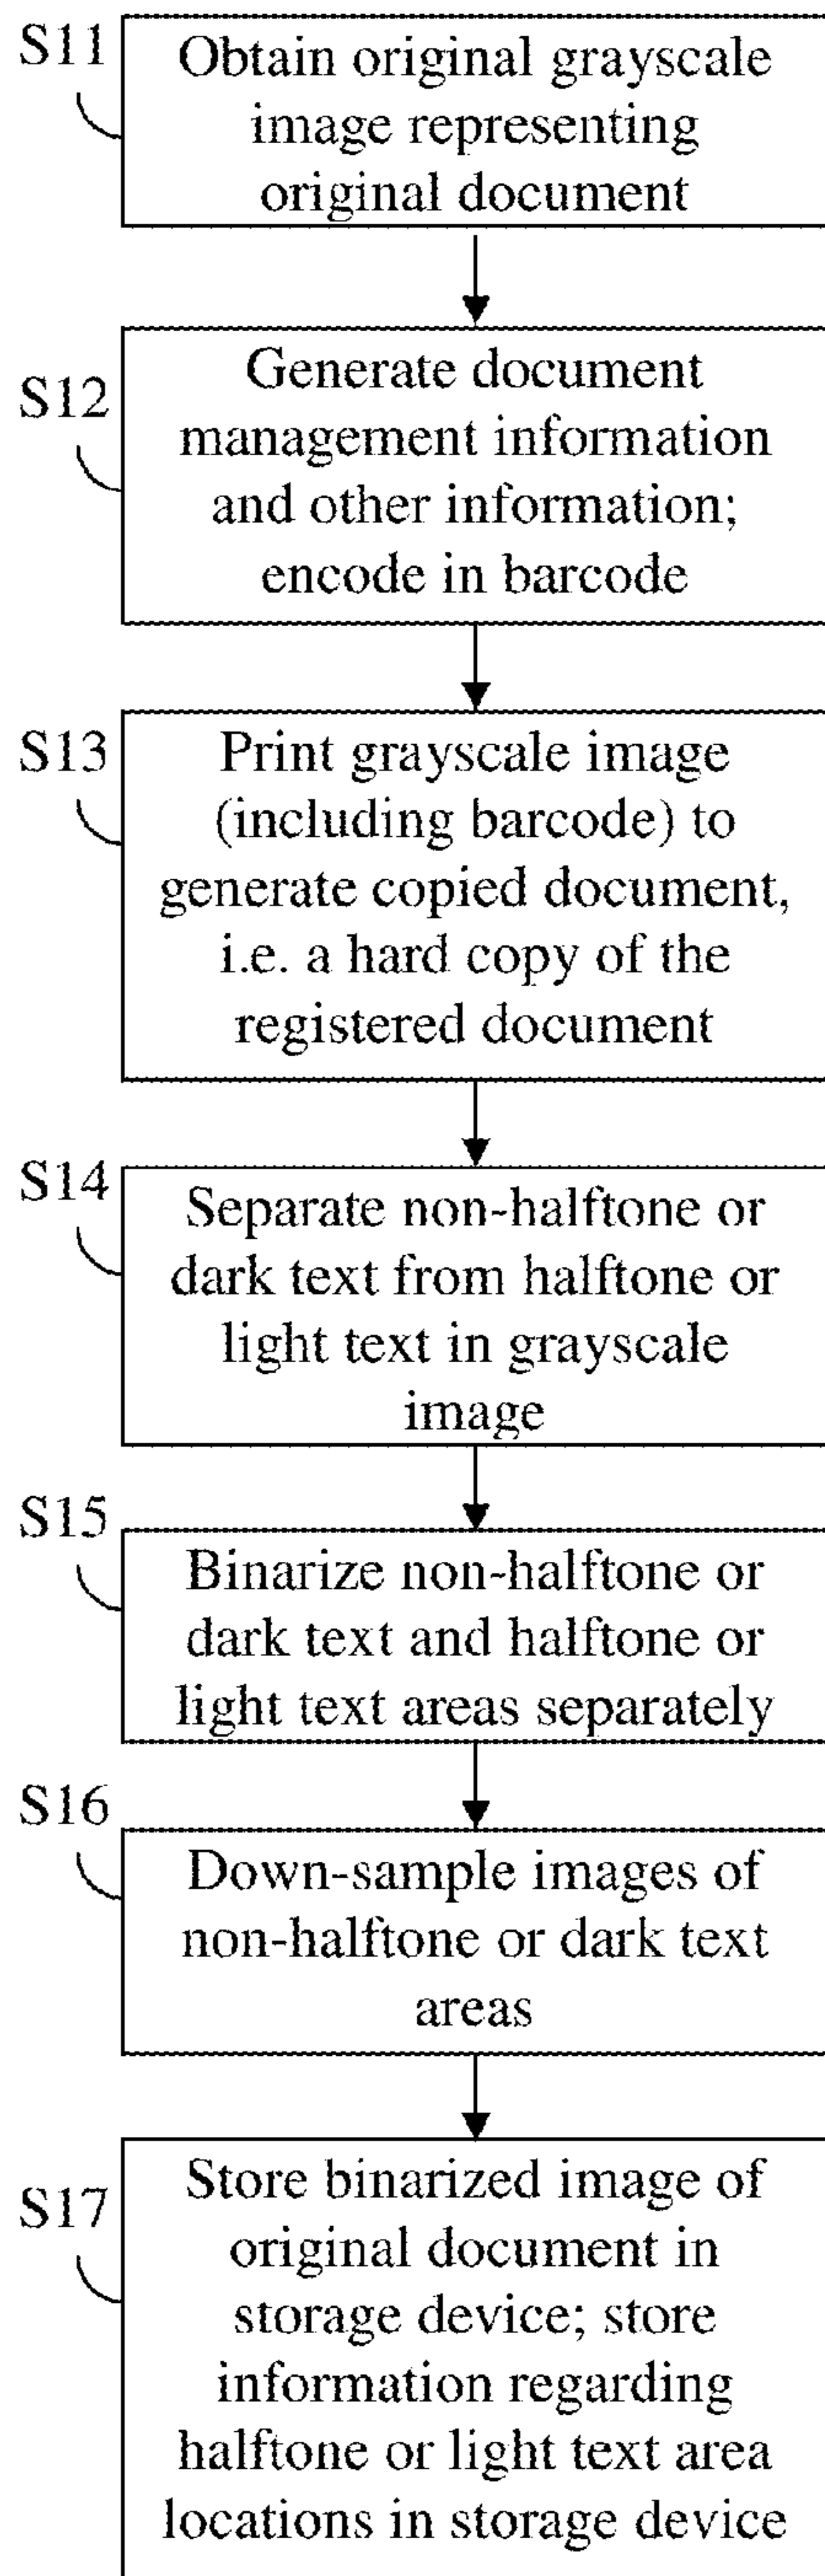 S11
Obtain original grayscale
image representing
original document
S12
Generate document
management information
and other information;
encode in barcode
S13
Print grayscale image
(including barcode) to
generate copied document,
i.e. a hard copy of the
registered document
S14
Separate non-halftone or
dark text from halftone or
light text in grayscale
image
S15
Binarize non-halftone or
dark text and halftone or
light text areas separately
S16
Down-sample images of
non-halftone or dark text
areas
S17
Store binarized image of
original document in
storage device; store
information regarding
halftone or light text area
locations in storage device